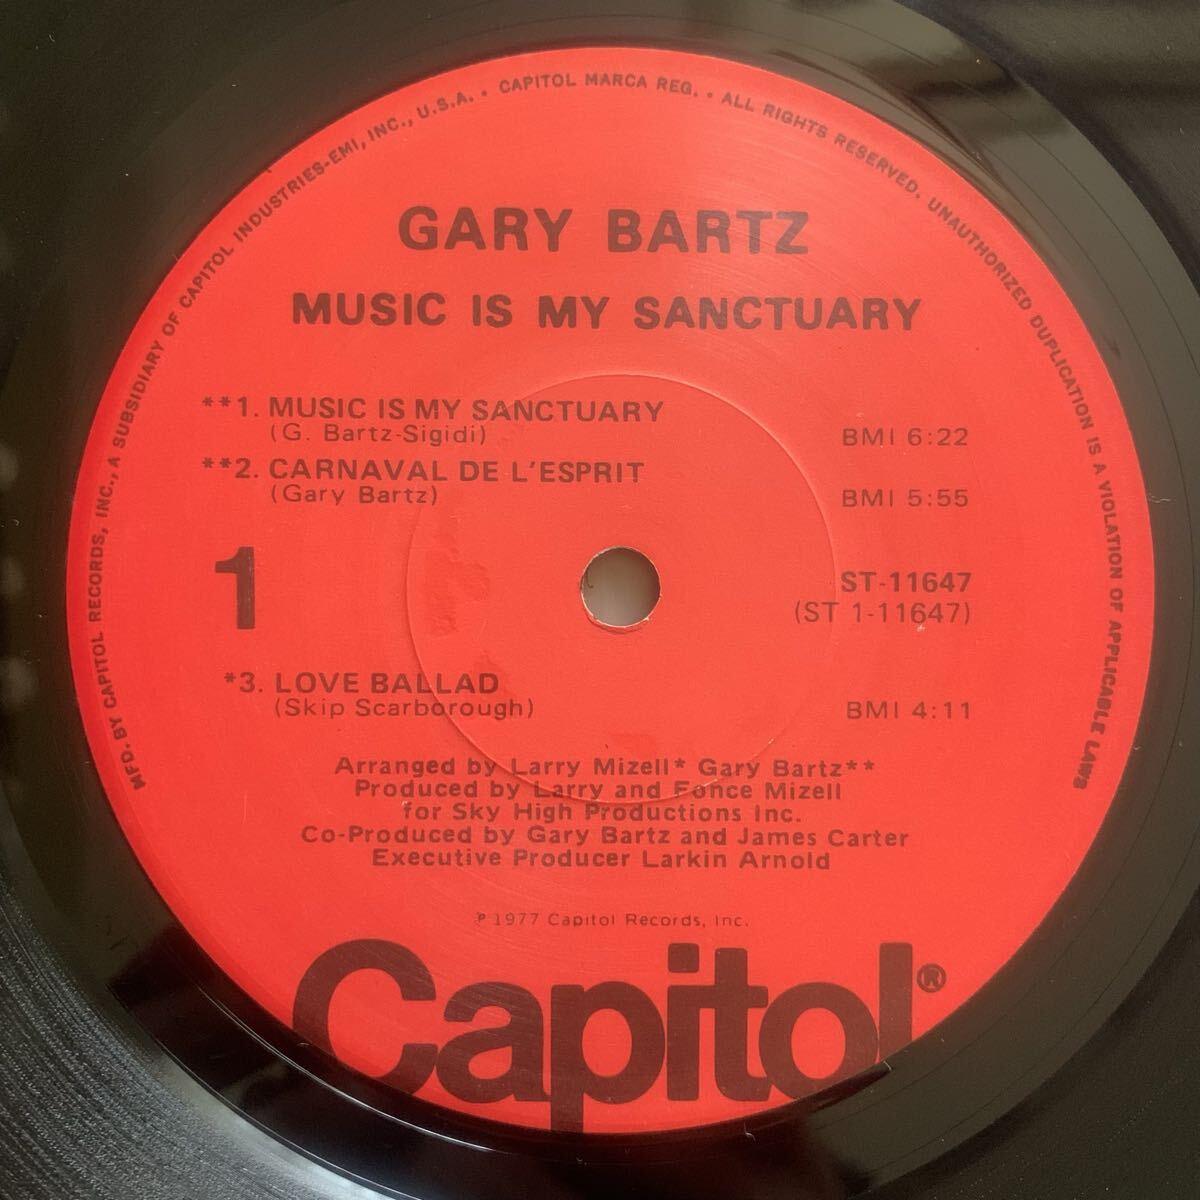 MFD. BY CAPITOL RECORDS, INC., A SUBSIDIARY OF CAPITOL INDUSTRIES-EMI, INC., U.S.A. • CAPITOL MARCA REG. • ALL RIGHTS RESERVED. UNAUTHORIZED DUPLICATION IS A VIOLATION OF APPLICABLE LAWS
GARY BARTZ
MUSIC IS MY SANCTUARY
**1. MUSIC IS MY SANCTUARY
(G. Bartz-Sigidi) BMI 6:22
**2. CARNAVAL DE L'ESPRIT
(Gary Bartz) BMI 5:55
1
ST-11647
(ST 1-11647)
*3. LOVE BALLAD
(Skip Scarborough) BMI 4:11
Arranged by Larry Mizell* Gary Bartz**
Produced by Larry and Fonce Mizell
for Sky High Productions Inc.
Co-Produced by Gary Bartz and James Carter
Executive Producer Larkin Arnold
℗ 1977 Capitol Records, Inc.
Capitol®